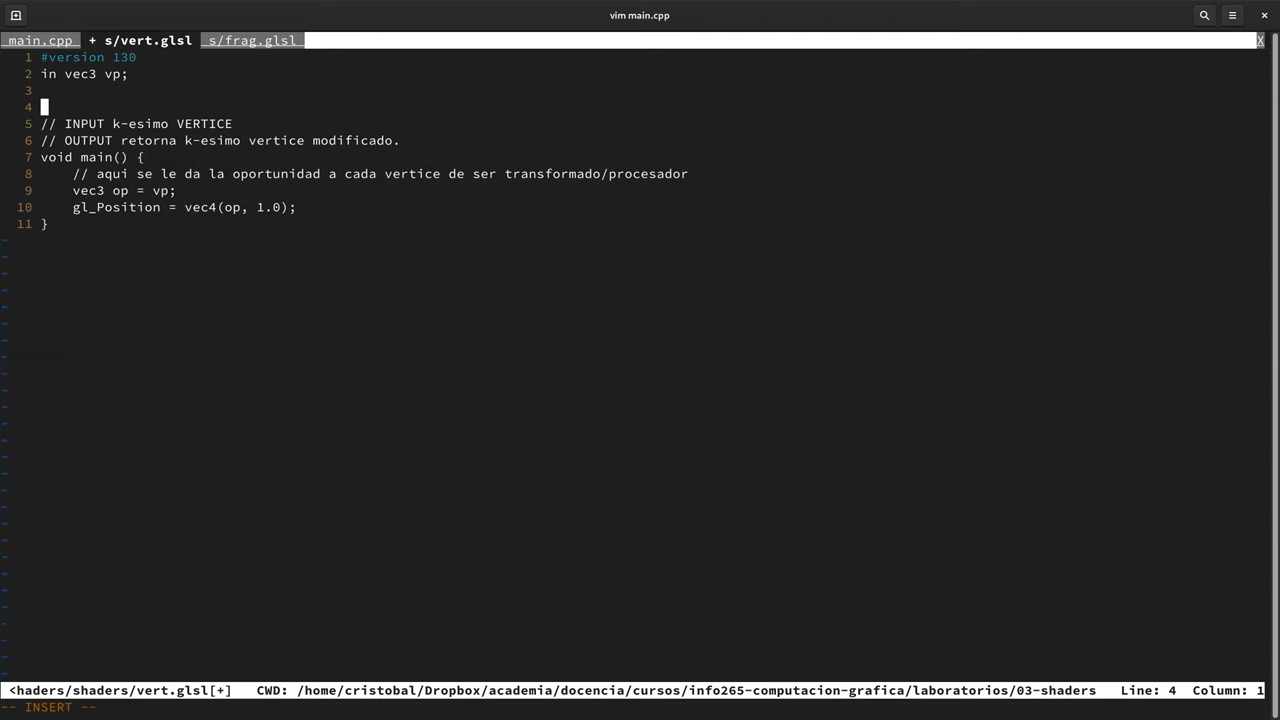 vim main.cpp
main.cpp + s/vert.glsl s/frag.glsl X
1 #version 130
2 in vec3 vp;
3
4
5 // INPUT k-esimo VERTICE
6 // OUTPUT retorna k-esimo vertice modificado.
7 void main() {
8 // aqui se le da la oportunidad a cada vertice de ser transformado/procesador
9 vec3 op = vp;
10 gl_Position = vec4(op, 1.0);
11 }
<haders/shaders/vert.glsl[+] CWD: /home/cristobal/Dropbox/academia/docencia/cursos/info265-computacion-grafica/laboratorios/03-shaders Line: 4 Column: 1
-- INSERT --